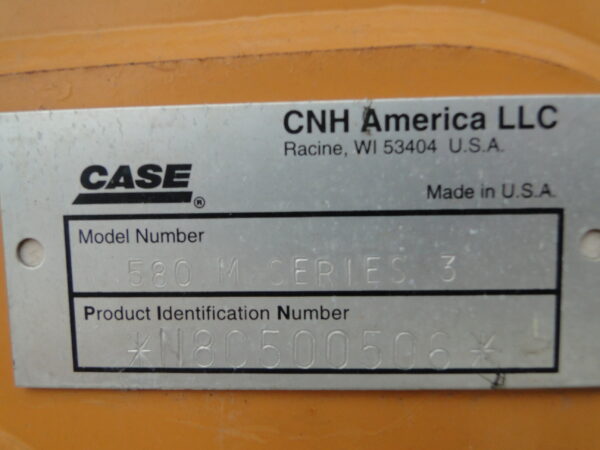 CNH America LLC
Racine, WI 53404 U.S.A.
CASE®
Made in U.S.A.
Model Number
580 M SERIES 3
Product Identification Number
*N8C500506*